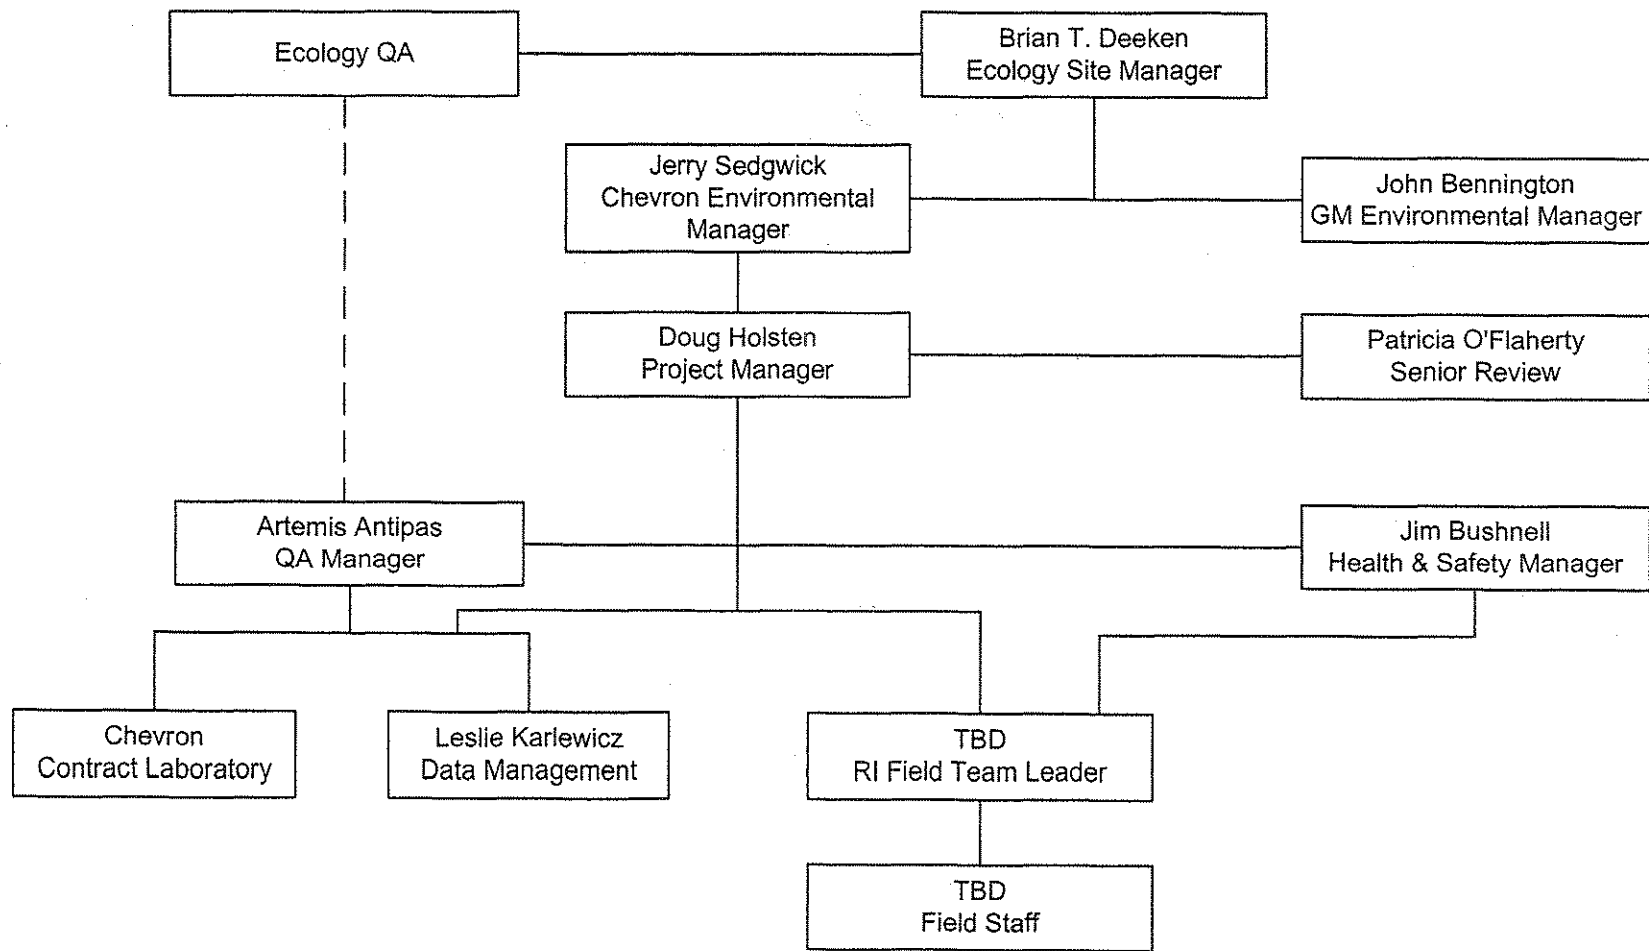 Ecology QA
Brian T. Deeken
Ecology Site Manager
Jerry Sedgwick
Chevron Environmental
Manager
John Bennington
GM Environmental Manager
Doug Holsten
Project Manager
Patricia O'Flaherty
Senior Review
Artemis Antipas
QA Manager
Jim Bushnell
Health & Safety Manager
Chevron
Contract Laboratory
Leslie Karlewicz
Data Management
TBD
RI Field Team Leader
TBD
Field Staff